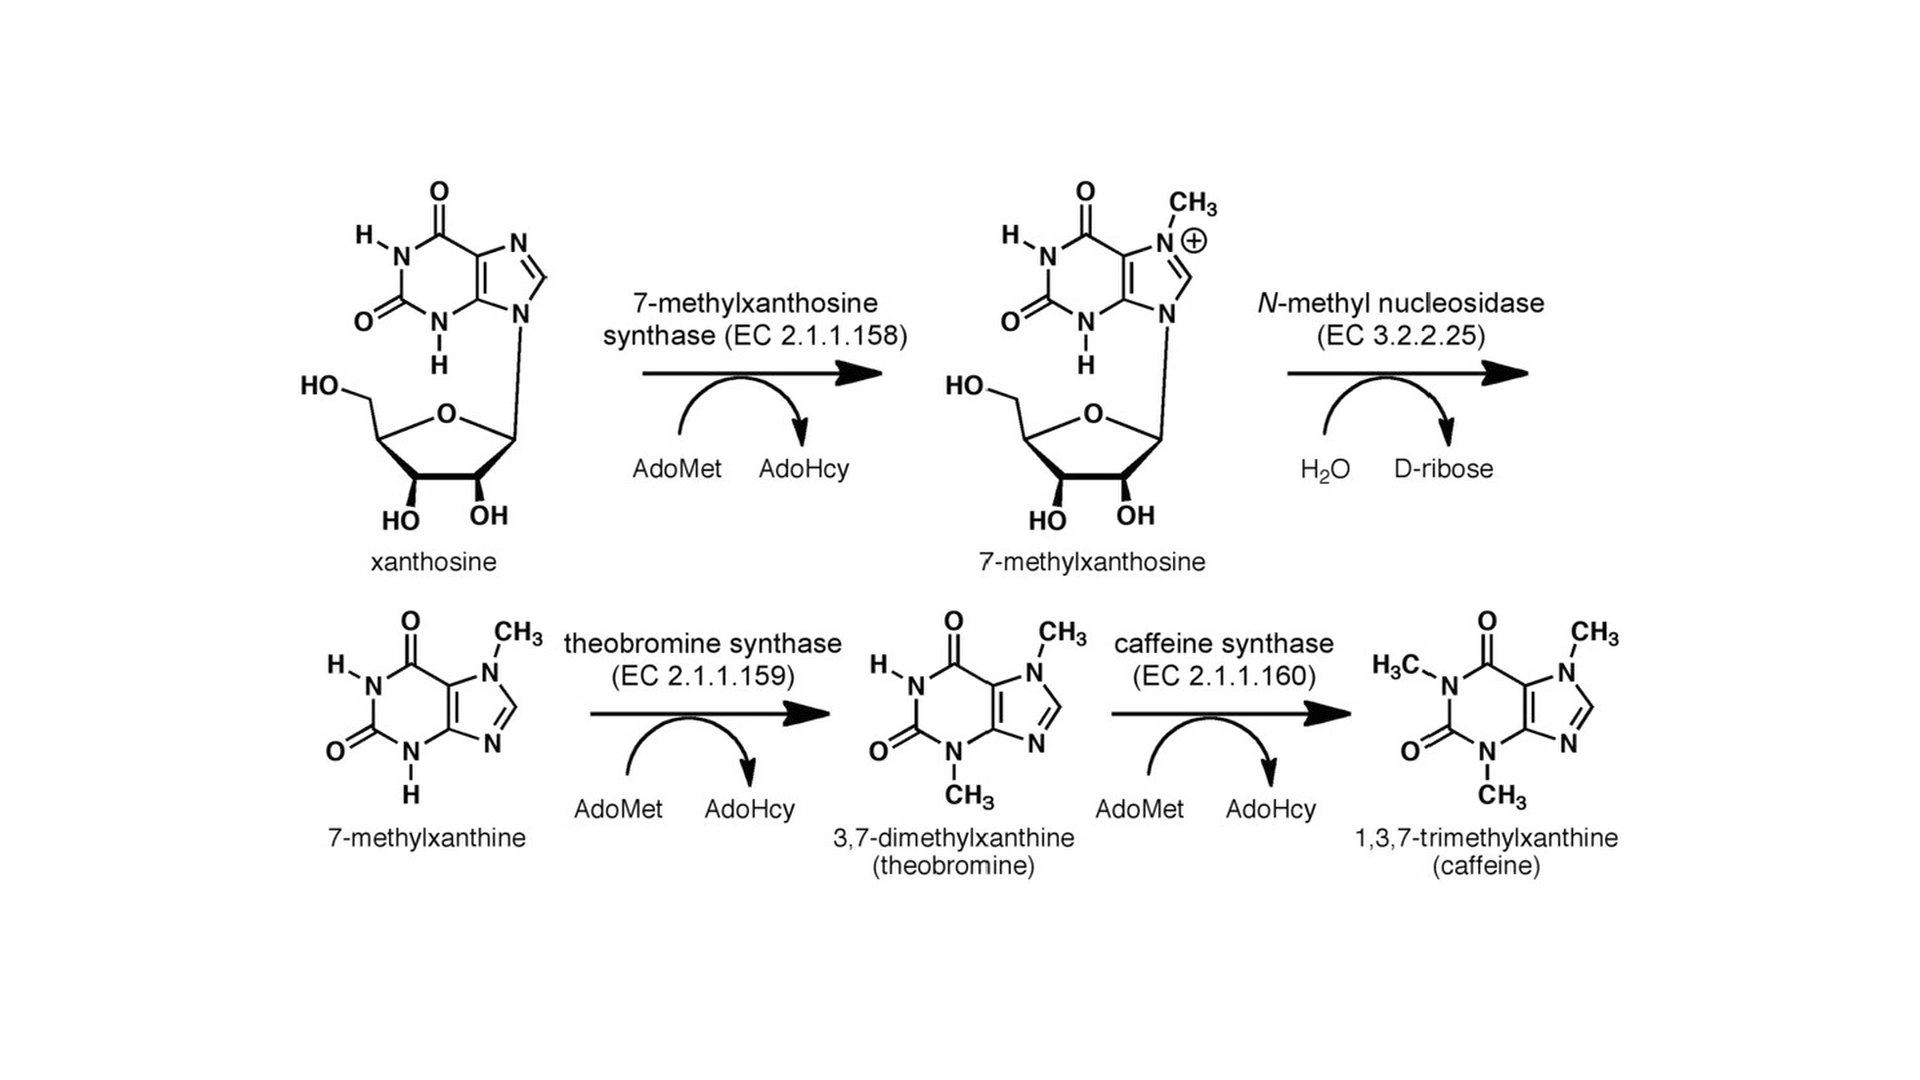 O
H
N
N
O
N
N
H
HO
O
HO
OH
xanthosine
7-methylxanthosine
synthase (EC 2.1.1.158)
AdoMet
AdoHcy
O
CH₃
H
N
N
⊕
O
N
N
H
HO
O
HO
OH
7-methylxanthosine
N-methyl nucleosidase
(EC 3.2.2.25)
H₂O
D-ribose
O
CH₃
H
N
N
O
N
N
H
7-methylxanthine
theobromine synthase
(EC 2.1.1.159)
AdoMet
AdoHcy
O
CH₃
H
N
N
O
N
N
CH₃
3,7-dimethylxanthine
(theobromine)
caffeine synthase
(EC 2.1.1.160)
AdoMet
AdoHcy
O
CH₃
H₃C
N
N
O
N
N
CH₃
1,3,7-trimethylxanthine
(caffeine)